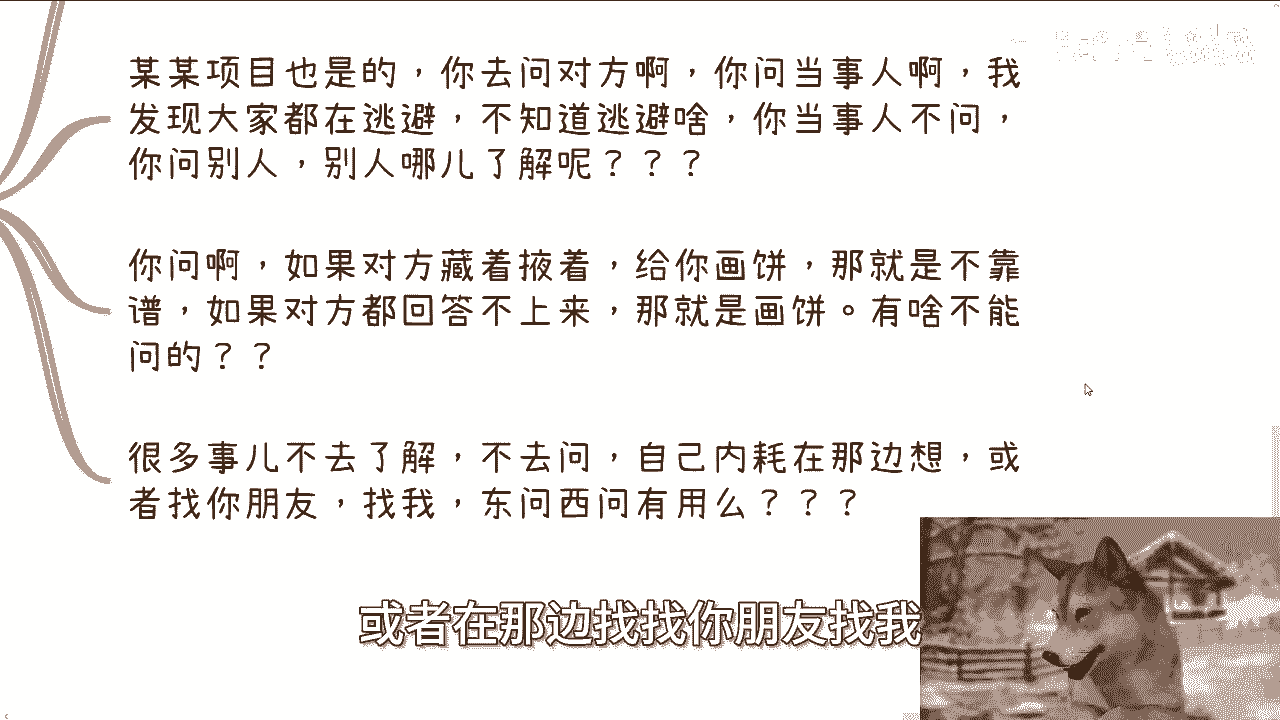 某某项目也是的，你去问对方啊，你问当事人啊，我
发现大家都在逃避，不知道逃避啥，你当事人不问，
你问别人，别人哪儿了解呢？？？
你问啊，如果对方藏着掖着，给你画饼，那就是不靠
谱，如果对方都回答不上来，那就是画饼。有啥不能
问的？？
很多事儿不去了解，不去问，自己内耗在那边想，或
者找你朋友，找我，东问西问有用么？？？
或者在那边找找你朋友找我